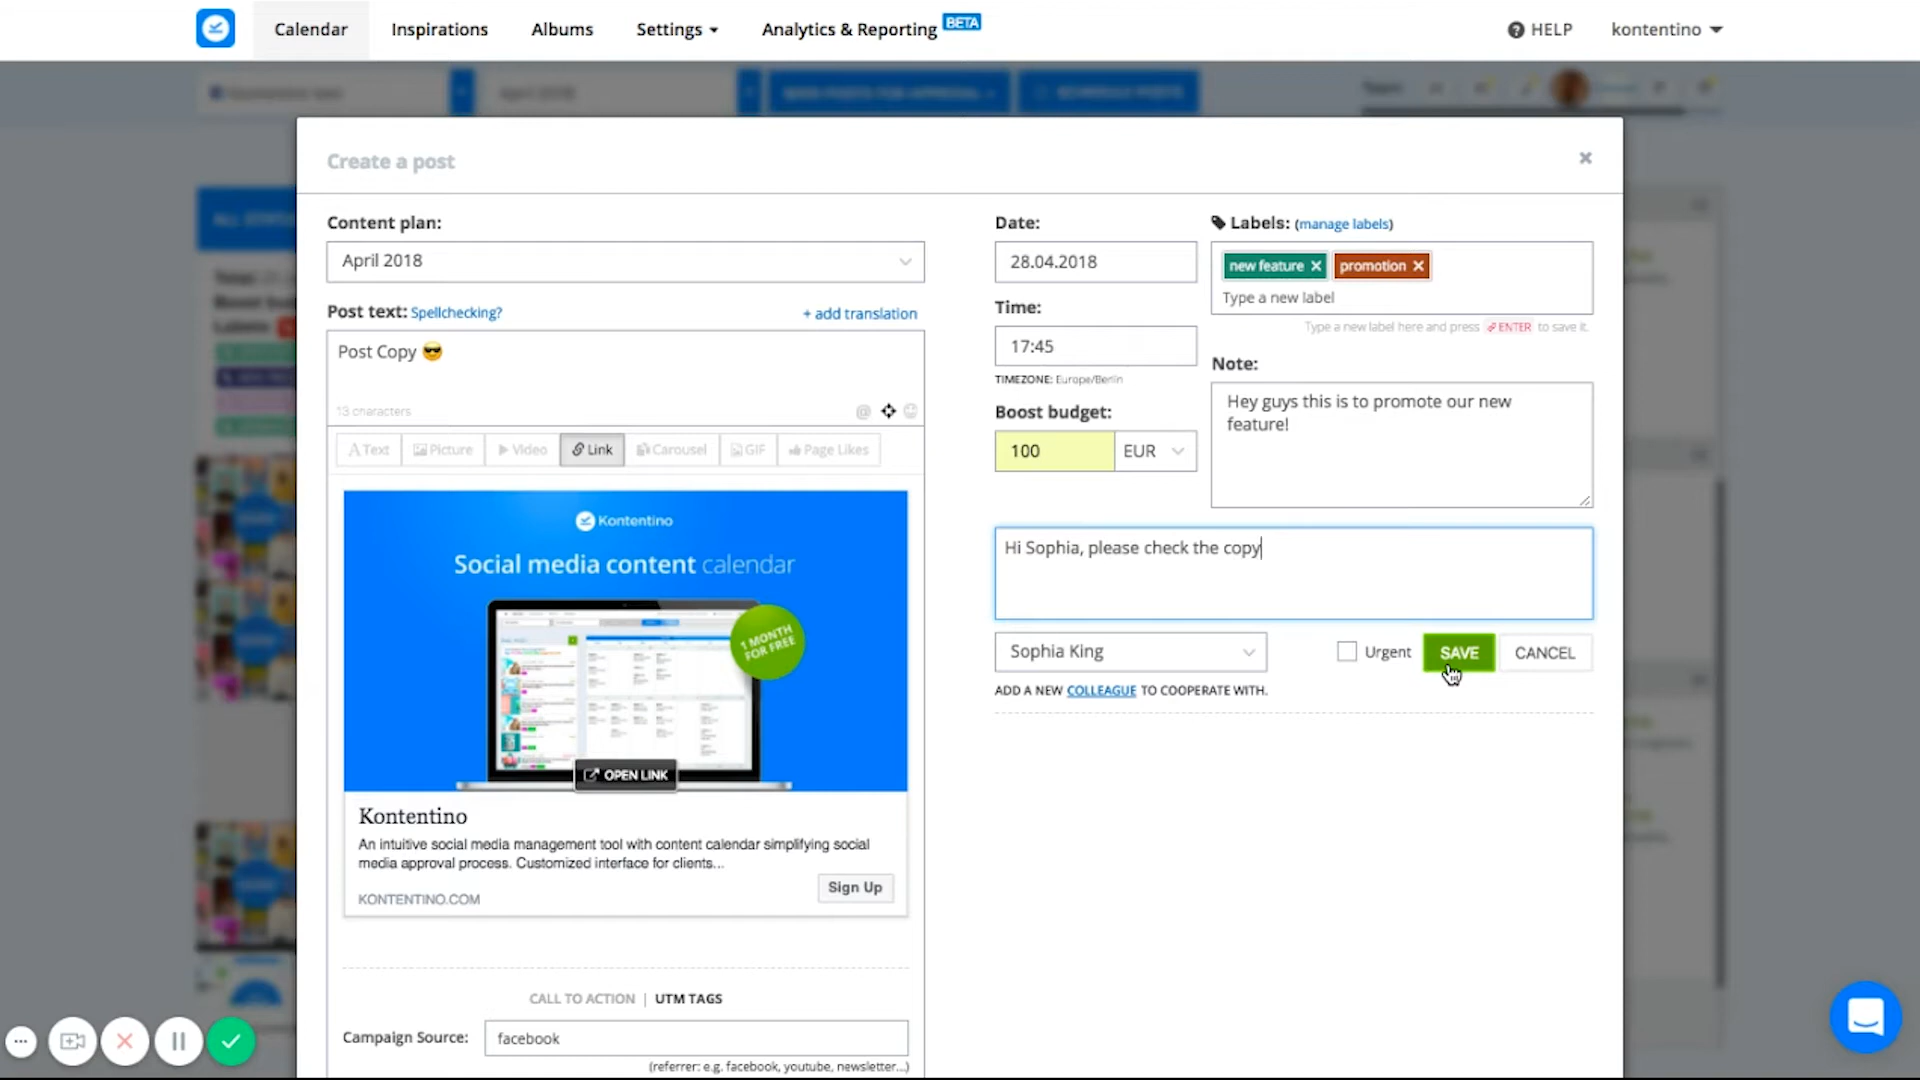 Calendar
Inspirations
Albums
Settings
Analytics & Reporting BETA
HELP
kontentino
Create a post
Content plan:
April 2018
Post text: Spellchecking?
+ add translation
Post Copy 😎
13 characters
Text
Picture
Video
Link
Carousel
GIF
Page Likes
Kontentino
Social media content calendar
1 MONTH
FOR FREE
OPEN LINK
Kontentino
An intuitive social media management tool with content calendar simplifying social
media approval process. Customized interface for clients...
KONTENTINO.COM
Sign Up
CALL TO ACTION | UTM TAGS
Campaign Source:
facebook
(referrer: e.g. facebook, youtube, newsletter...)
Date:
28.04.2018
Time:
17:45
TIMEZONE: Europe/Berlin
Boost budget:
100
EUR
Labels: (manage labels)
new feature
promotion
Type a new label
Type a new label here and press ENTER to save it.
Note:
Hey guys this is to promote our new
feature!
Hi Sophia, please check the copy
Sophia King
Urgent
SAVE
CANCEL
ADD A NEW COLLEAGUE TO COOPERATE WITH.